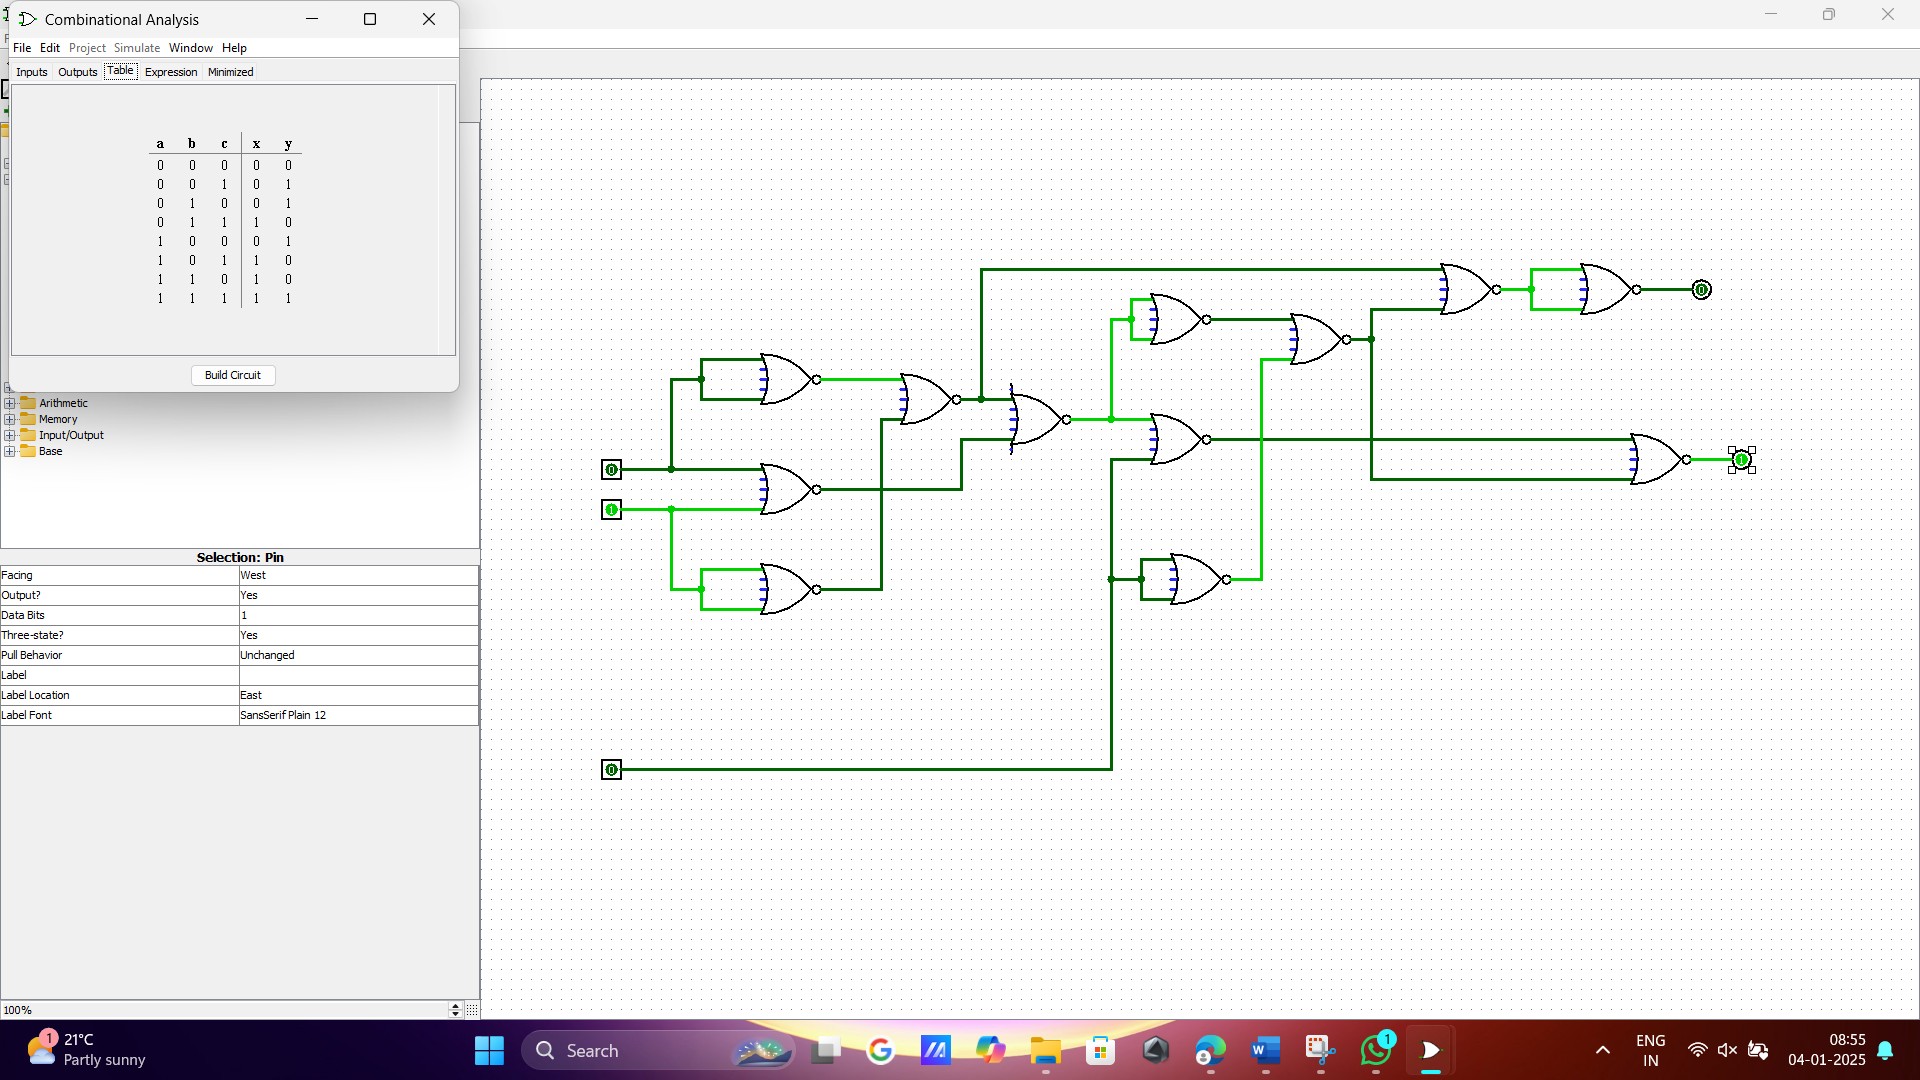 Combinational Analysis
File Edit Project Simulate Window Help
Inputs Outputs Table Expression Minimized
a b c x y
0 0 0 0 0
0 0 1 0 1
0 1 0 0 1
0 1 1 1 0
1 0 0 0 1
1 0 1 1 0
1 1 0 1 0
1 1 1 1 1
Build Circuit
Arithmetic
Memory
Input/Output
Base
0
1
0
0
1
Selection: Pin
Facing West
Output? Yes
Data Bits 1
Three-state? Yes
Pull Behavior Unchanged
Label
Label Location East
Label Font SansSerif Plain 12
100%
1
21°C
Partly sunny
Search
W
1
ENG
IN
08:55
04-01-2025